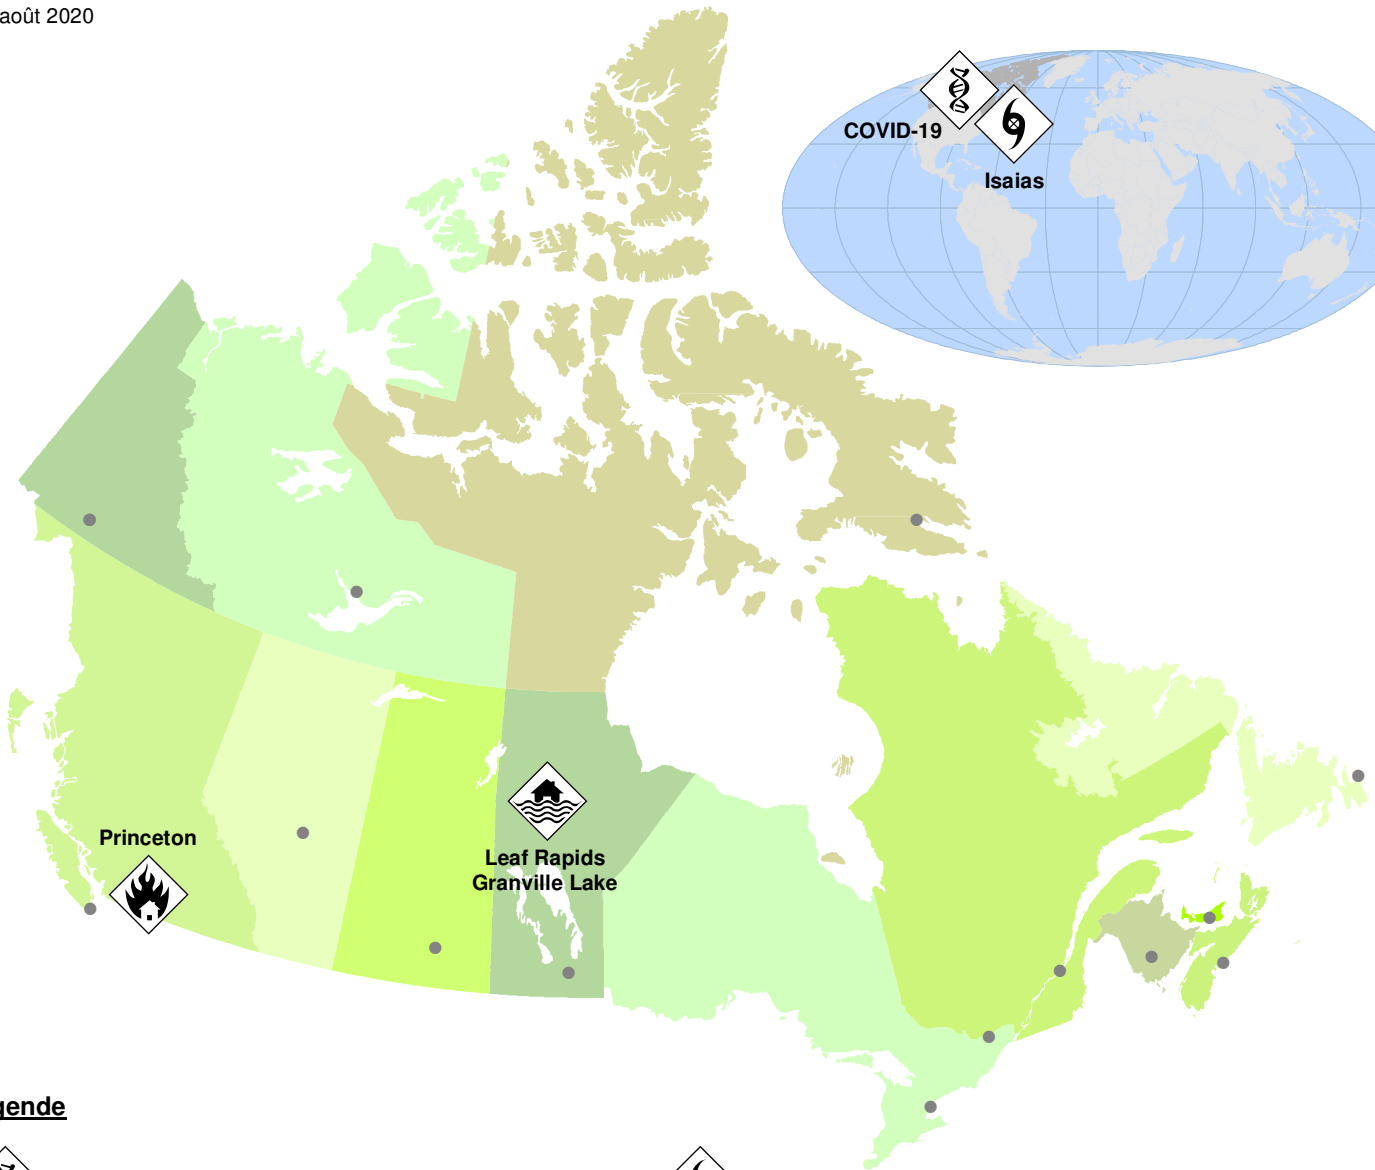 août 2020
COVID-19
Isaias
Princeton
Leaf Rapids
Granville Lake
gende